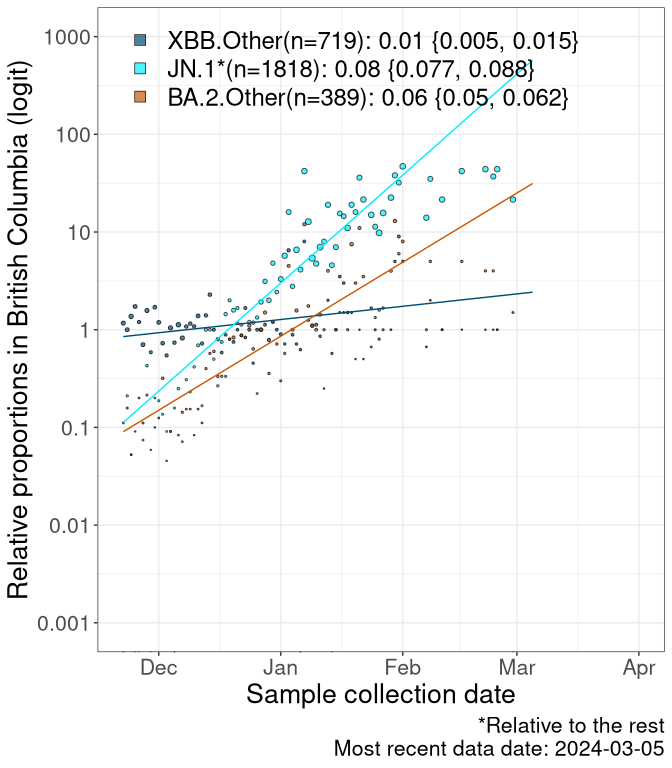 XBB.Other(n=719): 0.01 {0.005, 0.015}
JN.1*(n=1818): 0.08 {0.077, 0.088}
BA.2.Other(n=389): 0.06 {0.05, 0.062}
Relative proportions in British Columbia (logit)
1000
100
10
1
0.1
0.01
0.001
Dec Jan Feb Mar Apr
Sample collection date
*Relative to the rest
Most recent data date: 2024-03-05